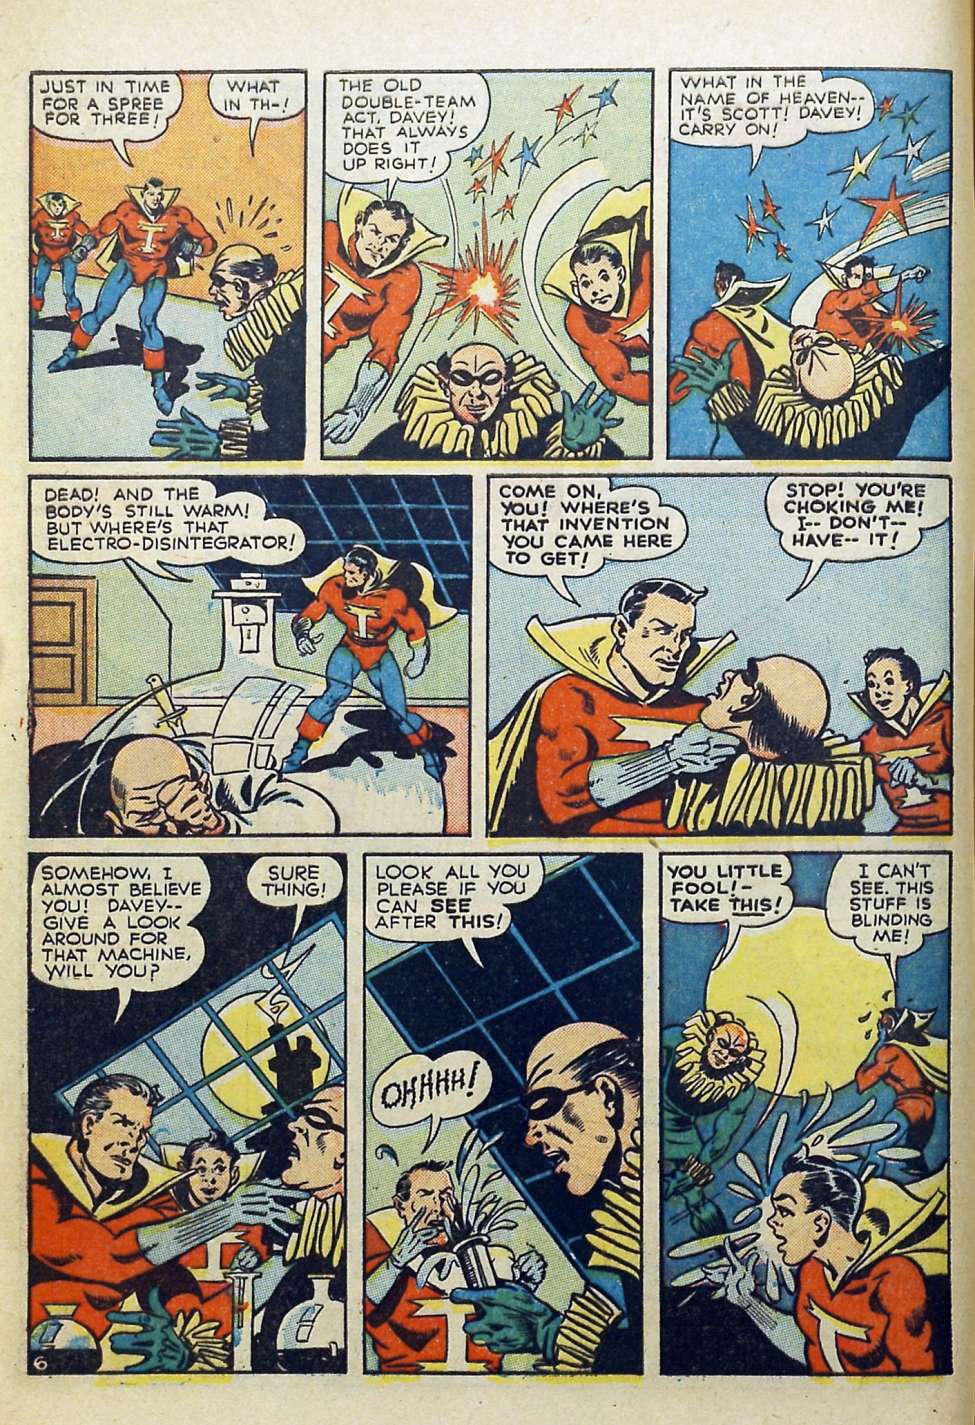 JUST IN TIME
FOR A SPREE
FOR THREE!
WHAT
IN TH-!
T
THE OLD
DOUBLE-TEAM
ACT, DAVEY!
THAT ALWAYS
DOES IT
UP RIGHT!
WHAT IN THE
NAME OF HEAVEN--
IT'S SCOTT! DAVEY!
CARRY ON!
DEAD! AND THE
BODY'S STILL WARM!
BUT WHERE'S THAT
ELECTRO-DISINTEGRATOR!
T
COME ON,
YOU! WHERE'S
THAT INVENTION
YOU CAME HERE
TO GET!
STOP! YOU'RE
CHOKING ME!
I-- DON'T--
HAVE-- IT!
SOMEHOW, I
ALMOST BELIEVE
YOU! DAVEY--
GIVE A LOOK
AROUND FOR
THAT MACHINE,
WILL YOU?
SURE
THING!
6
LOOK ALL YOU
PLEASE IF YOU
CAN SEE
AFTER THIS!
OHHHH!
YOU LITTLE
FOOL!-
TAKE THIS!
I CAN'T
SEE. THIS
STUFF IS
BLINDING
ME!